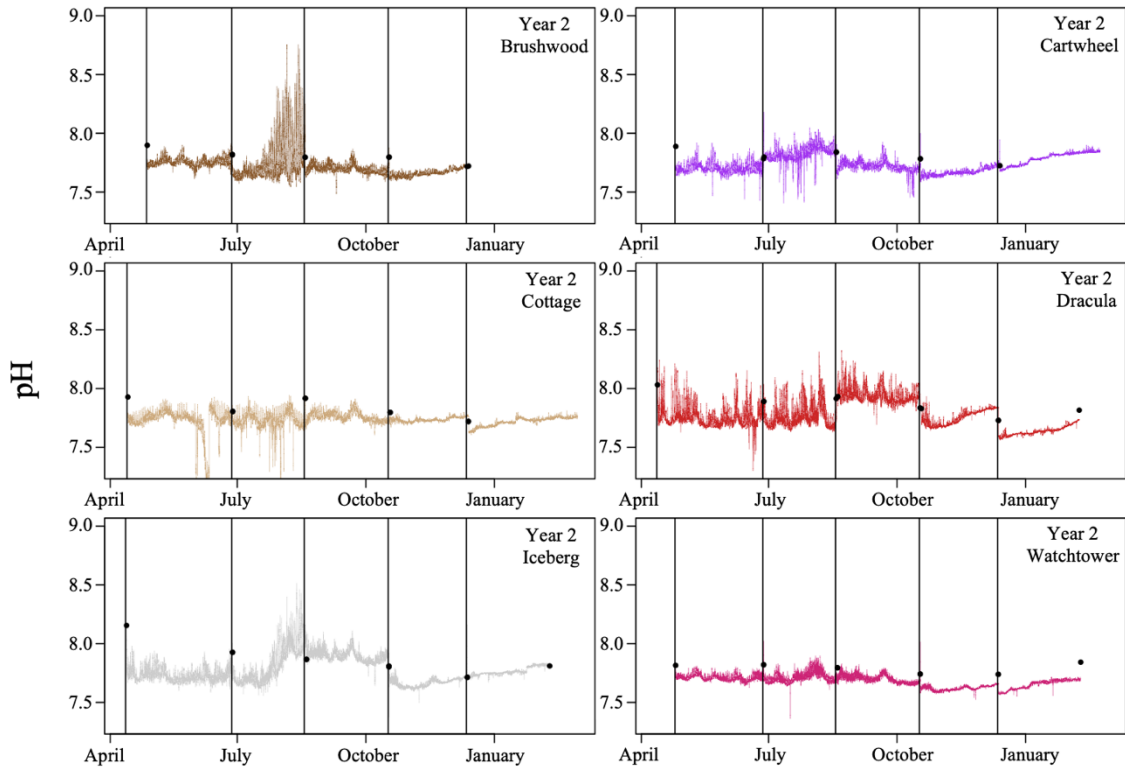 pH
9.0
8.5
8.0
7.5
Year 2
Brushwood
April
July
October
January
9.0
8.5
8.0
7.5
Year 2
Cartwheel
April
July
October
January
9.0
8.5
8.0
7.5
Year 2
Cottage
April
July
October
January
9.0
8.5
8.0
7.5
Year 2
Dracula
April
July
October
January
9.0
8.5
8.0
7.5
Year 2
Iceberg
April
July
October
January
9.0
8.5
8.0
7.5
Year 2
Watchtower
April
July
October
January